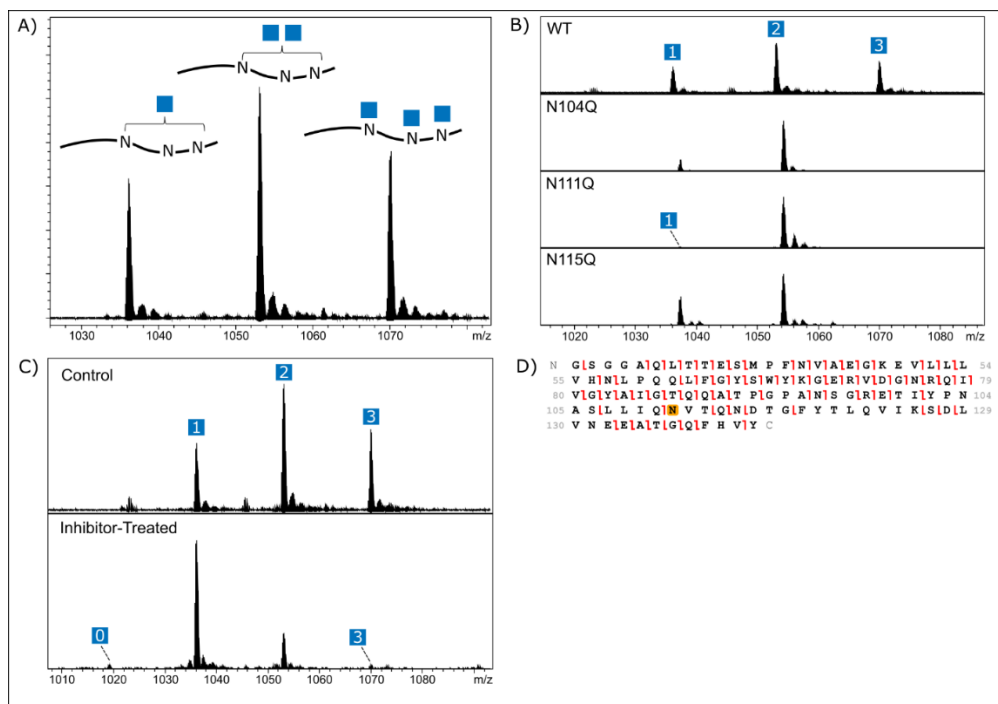 A)
N N N
N N N
N N N
1030 1040 1050 1060 1070 m/z
B)
WT
1 2 3
N104Q
N111Q
1
N115Q
1020 1030 1040 1050 1060 1070 1080 m/z
C)
Control
1 2 3
Inhibitor-Treated
0 3
1010 1020 1030 1040 1050 1060 1070 1080 m/z
D)
N G S G G A Q L T T E S M P F N V A E G K E V L L L 54
55 V H N L P Q Q L F G Y S W Y K G E R V D G N R Q I 79
80 V G Y A I G T Q Q A T P G P A N S G R E T I Y P N 104
105 A S L L I Q N V T Q N D T G F Y T L Q V I K S D L 129
130 V N E E A T G Q F H V Y C